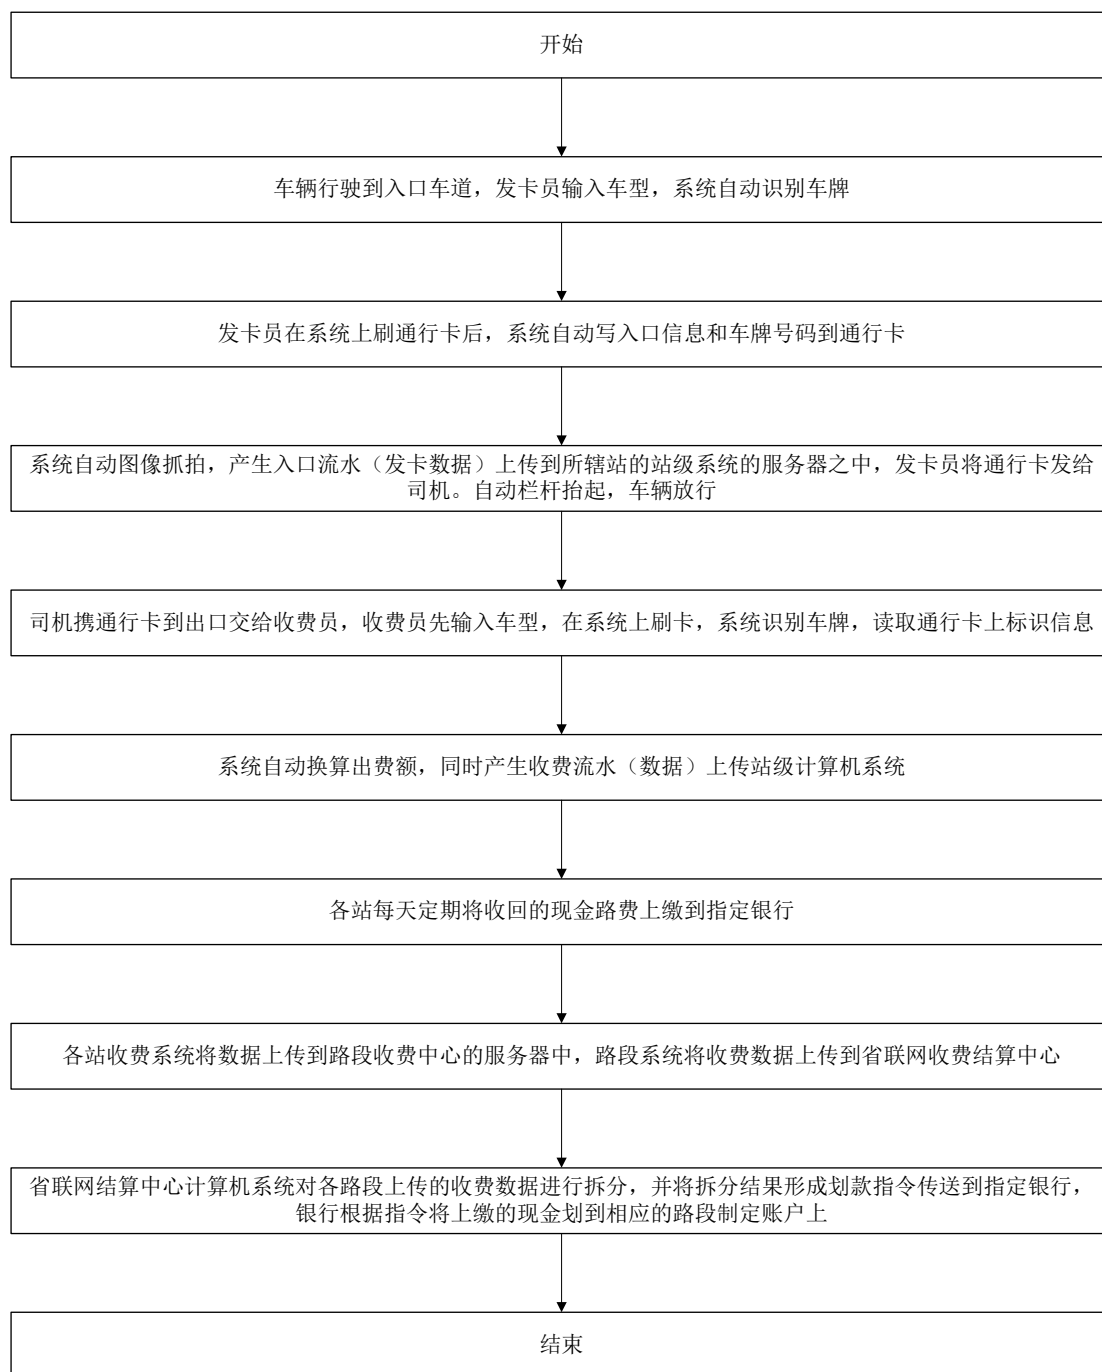 开始
车辆行驶到入口车道，发卡员输入车型，系统自动识别车牌
发卡员在系统上刷通行卡后，系统自动写入口信息和车牌号码到通行卡
系统自动图像抓拍，产生入口流水（发卡数据）上传到所辖站的站级系统的服务器之中，发卡员将通行卡发给
司机。自动栏杆抬起，车辆放行
司机携通行卡到出口交给收费员，收费员先输入车型，在系统上刷卡，系统识别车牌，读取通行卡上标识信息
系统自动换算出费额，同时产生收费流水（数据）上传站级计算机系统
各站每天定期将收回的现金路费上缴到指定银行
各站收费系统将数据上传到路段收费中心的服务器中，路段系统将收费数据上传到省联网收费结算中心
省联网结算中心计算机系统对各路段上传的收费数据进行拆分，并将拆分结果形成划款指令传送到指定银行，
银行根据指令将上缴的现金划到相应的路段制定账户上
结束